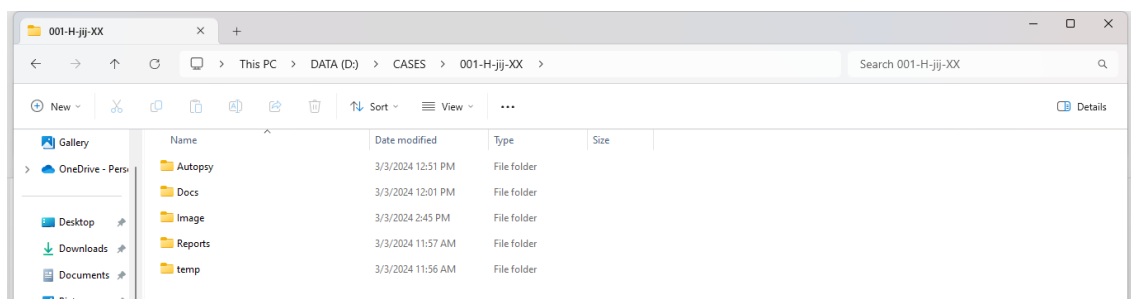 001-H-jij-XX
This PC > DATA (D:) > CASES > 001-H-jij-XX >
Search 001-H-jij-XX
New
Sort
View
Details
Gallery
OneDrive - Pers
Desktop
Downloads
Documents
Name Date modified Type Size
Autopsy 3/3/2024 12:51 PM File folder
Docs 3/3/2024 12:01 PM File folder
Image 3/3/2024 2:45 PM File folder
Reports 3/3/2024 11:57 AM File folder
temp 3/3/2024 11:56 AM File folder